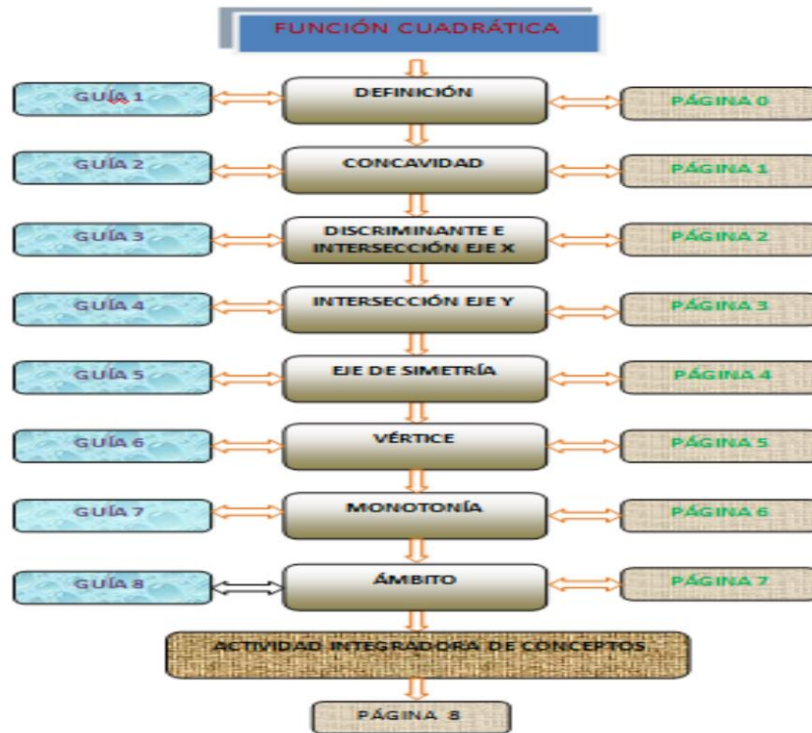 FUNCIÓN CUADRÁTICA
GUÍA 1
DEFINICIÓN
PÁGINA 0
GUÍA 2
CONCAVIDAD
PÁGINA 1
GUÍA 3
DISCRIMINANTE E
INTERSECCIÓN EJE X
PÁGINA 2
GUÍA 4
INTERSECCIÓN EJE Y
PÁGINA 3
GUÍA 5
EJE DE SIMETRÍA
PÁGINA 4
GUÍA 6
VÉRTICE
PÁGINA 5
GUÍA 7
MONOTONÍA
PÁGINA 6
GUÍA 8
ÁMBITO
PÁGINA 7
ACTIVIDAD INTEGRADORA DE CONCEPTOS
PÁGINA 8